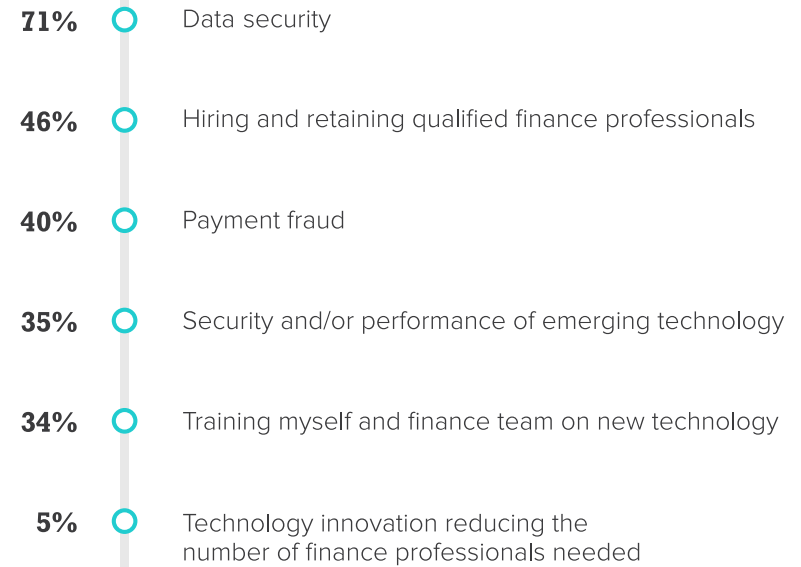 71% Data security
46% Hiring and retaining qualified finance professionals
40% Payment fraud
35% Security and/or performance of emerging technology
34% Training myself and finance team on new technology
5% Technology innovation reducing the
number of finance professionals needed